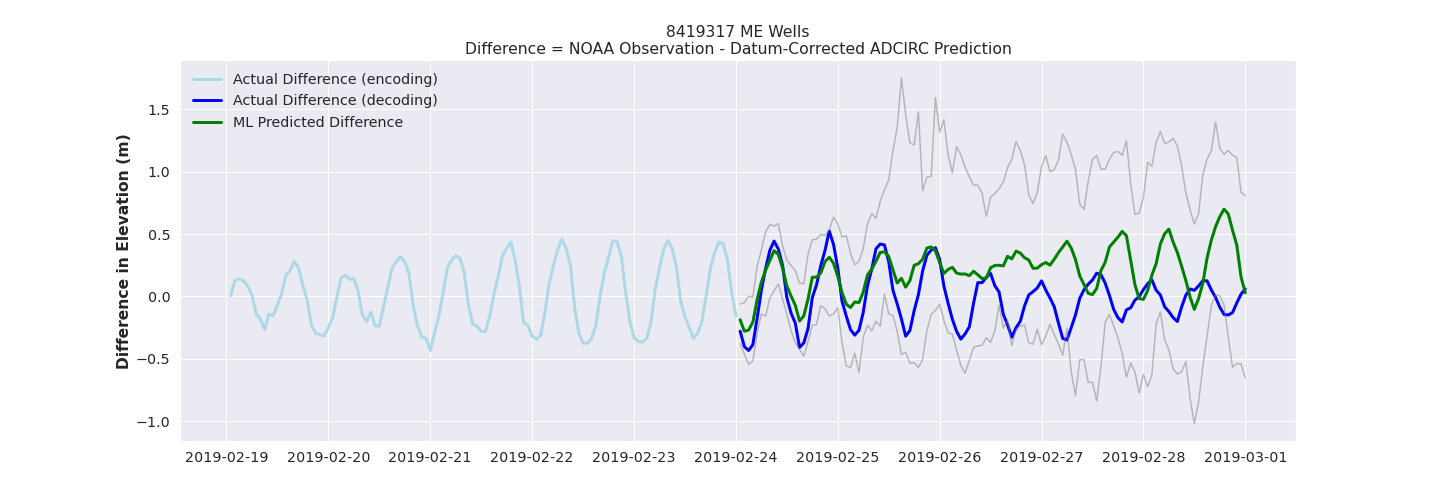 8419317 ME Wells
Difference = NOAA Observation - Datum-Corrected ADCIRC Prediction
Actual Difference (encoding)
Actual Difference (decoding)
ML Predicted Difference
Difference in Elevation (m)
1.5
1.0
0.5
0.0
−0.5
−1.0
2019-02-19 2019-02-20 2019-02-21 2019-02-22 2019-02-23 2019-02-24 2019-02-25 2019-02-26 2019-02-27 2019-02-28 2019-03-01